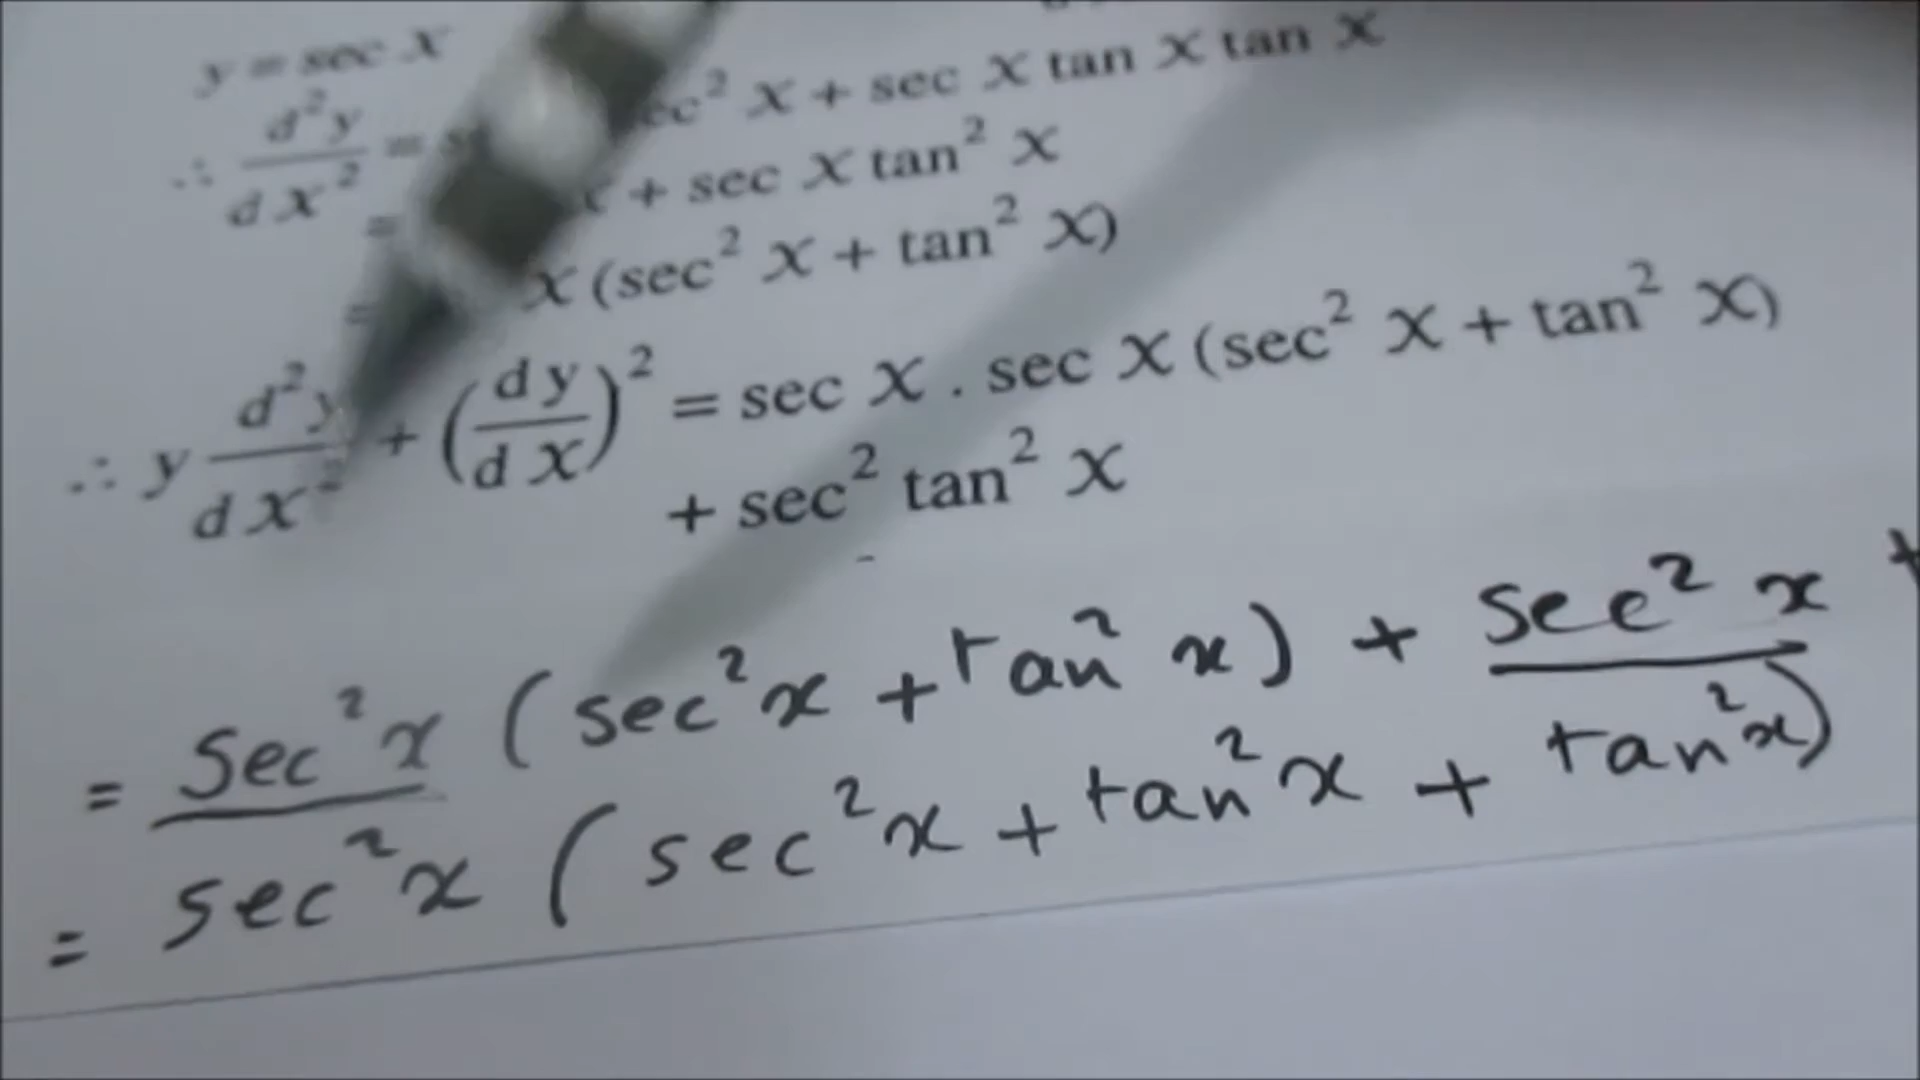 y = sec x
∴ d²y/dx² = ec² x + sec x tan x tan x
= x + sec x tan² x
= x (sec² x + tan² x)
∴ y d²y/dx² + (dy/dx)² = sec x . sec x (sec² x + tan² x)
+ sec² tan² x
= sec² x (sec² x + tan² x) + sec² x
= sec² x (sec² x + tan² x + tan² x)